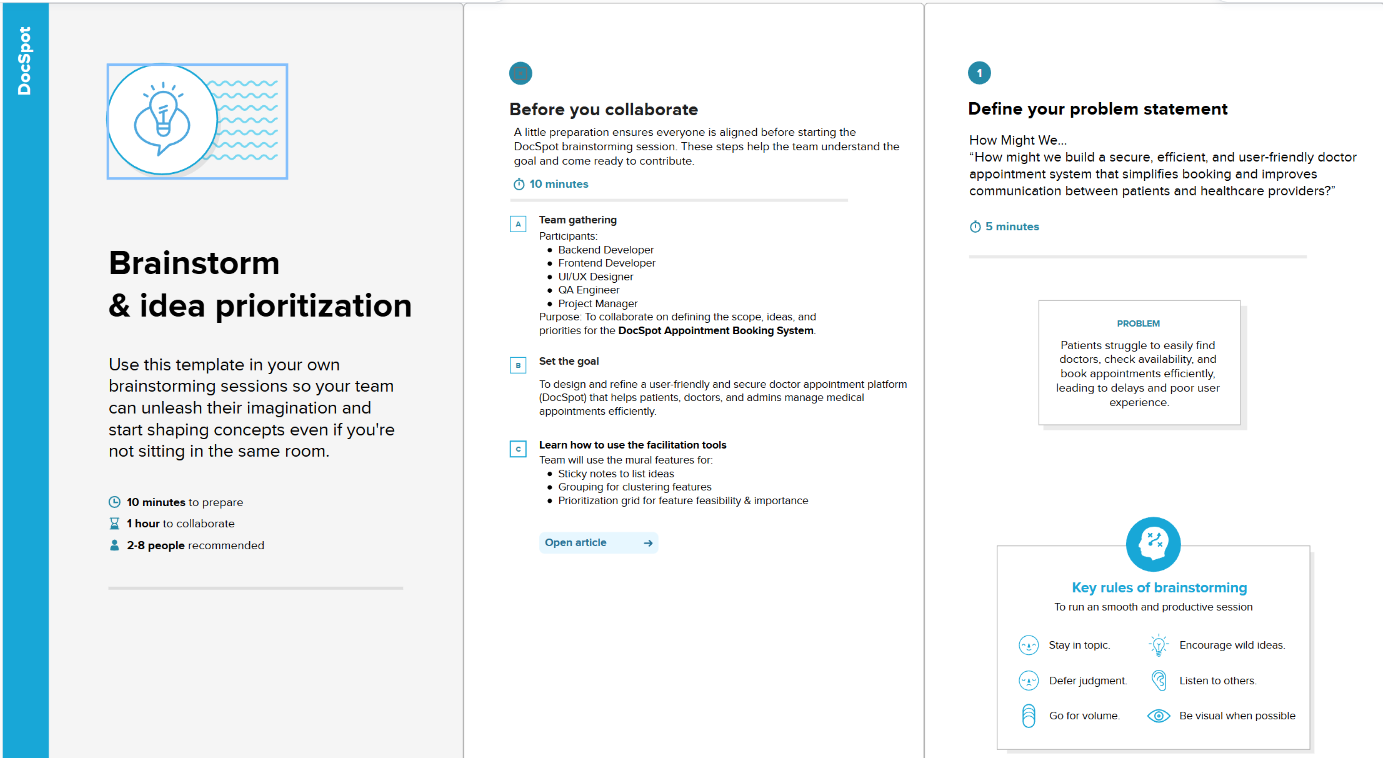 DocSpot
Brainstorm
& idea prioritization
Use this template in your own
brainstorming sessions so your team
can unleash their imagination and
start shaping concepts even if you're
not sitting in the same room.
10 minutes to prepare
1 hour to collaborate
2-8 people recommended
Before you collaborate
A little preparation ensures everyone is aligned before starting the
DocSpot brainstorming session. These steps help the team understand the
goal and come ready to contribute.
10 minutes
A
Team gathering
Participants:
● Backend Developer
● Frontend Developer
● UI/UX Designer
● QA Engineer
● Project Manager
Purpose: To collaborate on defining the scope, ideas, and
priorities for the DocSpot Appointment Booking System.
B
Set the goal
To design and refine a user-friendly and secure doctor appointment platform
(DocSpot) that helps patients, doctors, and admins manage medical
appointments efficiently.
C
Learn how to use the facilitation tools
Team will use the mural features for:
● Sticky notes to list ideas
● Grouping for clustering features
● Prioritization grid for feature feasibility & importance
Open article →
1
Define your problem statement
How Might We...
“How might we build a secure, efficient, and user-friendly doctor
appointment system that simplifies booking and improves
communication between patients and healthcare providers?”
5 minutes
PROBLEM
Patients struggle to easily find
doctors, check availability, and
book appointments efficiently,
leading to delays and poor user
experience.
Key rules of brainstorming
To run an smooth and productive session
Stay in topic.
Encourage wild ideas.
Defer judgment.
Listen to others.
Go for volume.
Be visual when possible